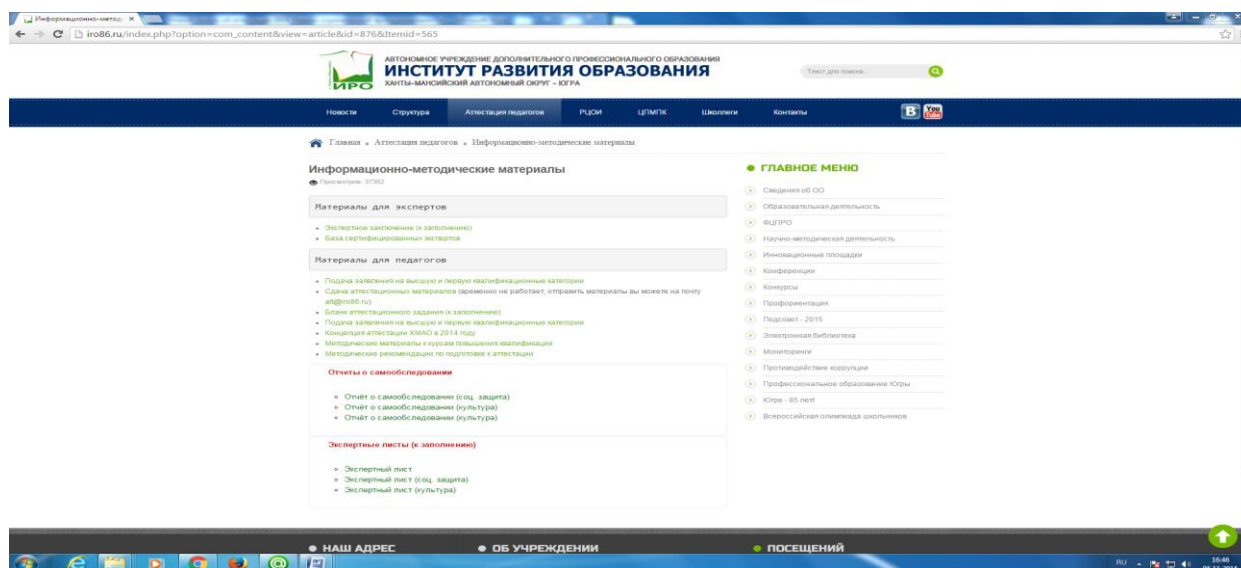 Информационно-метод
iro86.ru/index.php?option=com_content&view=article&id=876&Itemid=565
АВТОНОМНОЕ УЧРЕЖДЕНИЕ ДОПОЛНИТЕЛЬНОГО ПРОФЕССИОНАЛЬНОГО ОБРАЗОВАНИЯ
ИНСТИТУТ РАЗВИТИЯ ОБРАЗОВАНИЯ
ХАНТЫ-МАНСИЙСКИЙ АВТОНОМНЫЙ ОКРУГ – ЮГРА
ИРО
Текст для поиска...
Новости Структура Аттестация педагогов РЦОИ ЦПМПК Школлеги Контакты
B You Tube
Главная » Аттестация педагогов » Информационно-методические материалы
Информационно-методические материалы
Просмотров: 37382
Материалы для экспертов
Экспертное заключение (к заполнению)
База сертифицированных экспертов
Материалы для педагогов
Подача заявления на высшую и первую квалификационные категории
Сдача аттестационных материалов (временно не работает, отправить материалы вы можете на почту
att@iro86.ru)
Бланк аттестационного задания (к заполнению)
Подача заявления на высшую и первую квалификационные категории
Концепция аттестации ХМАО в 2014 году
Методические материалы к курсам повышения квалификации
Методические рекомендации по подготовке к аттестации
Отчеты о самообследовании
Отчёт о самообследовании (соц. защита)
Отчёт о самообследовании (культура)
Отчёт о самообследовании (культура)
Экспертные листы (к заполнению)
Экспертный лист
Экспертный лист (соц. защита)
Экспертный лист (культура)
ГЛАВНОЕ МЕНЮ
Сведения об ОО
Образовательная деятельность
ФЦПРО
Научно-методическая деятельность
Инновационные площадки
Конференции
Конкурсы
Профориентация
Педсовет - 2015
Электронная библиотека
Мониторинги
Противодействие коррупции
Профессиональное образование Югры
Югре - 85 лет!
Всероссийская олимпиада школьников
НАШ АДРЕС ОБ УЧРЕЖДЕНИИ ПОСЕЩЕНИЙ
RU 16:46